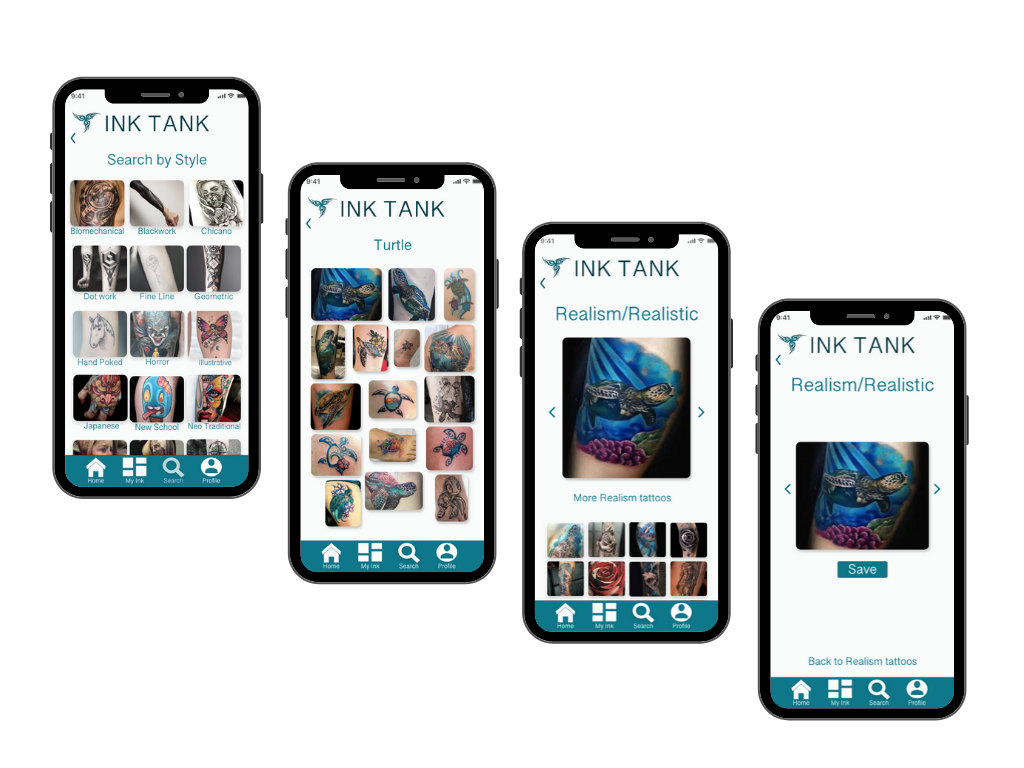 9:41
INK TANK
Search by Style
Biomechanical Blackwork Chicano
Dot work Fine Line Geometric
Hand Poked Horror Illustrative
Japanese New School Neo Traditional
Home My Ink Search Profile
9:41
INK TANK
Turtle
Home My Ink Search Profile
9:41
INK TANK
Realism/Realistic
More Realism tattoos
Home My Ink Search Profile
9:41
INK TANK
Realism/Realistic
Save
Back to Realism tattoos
Home My Ink Search Profile